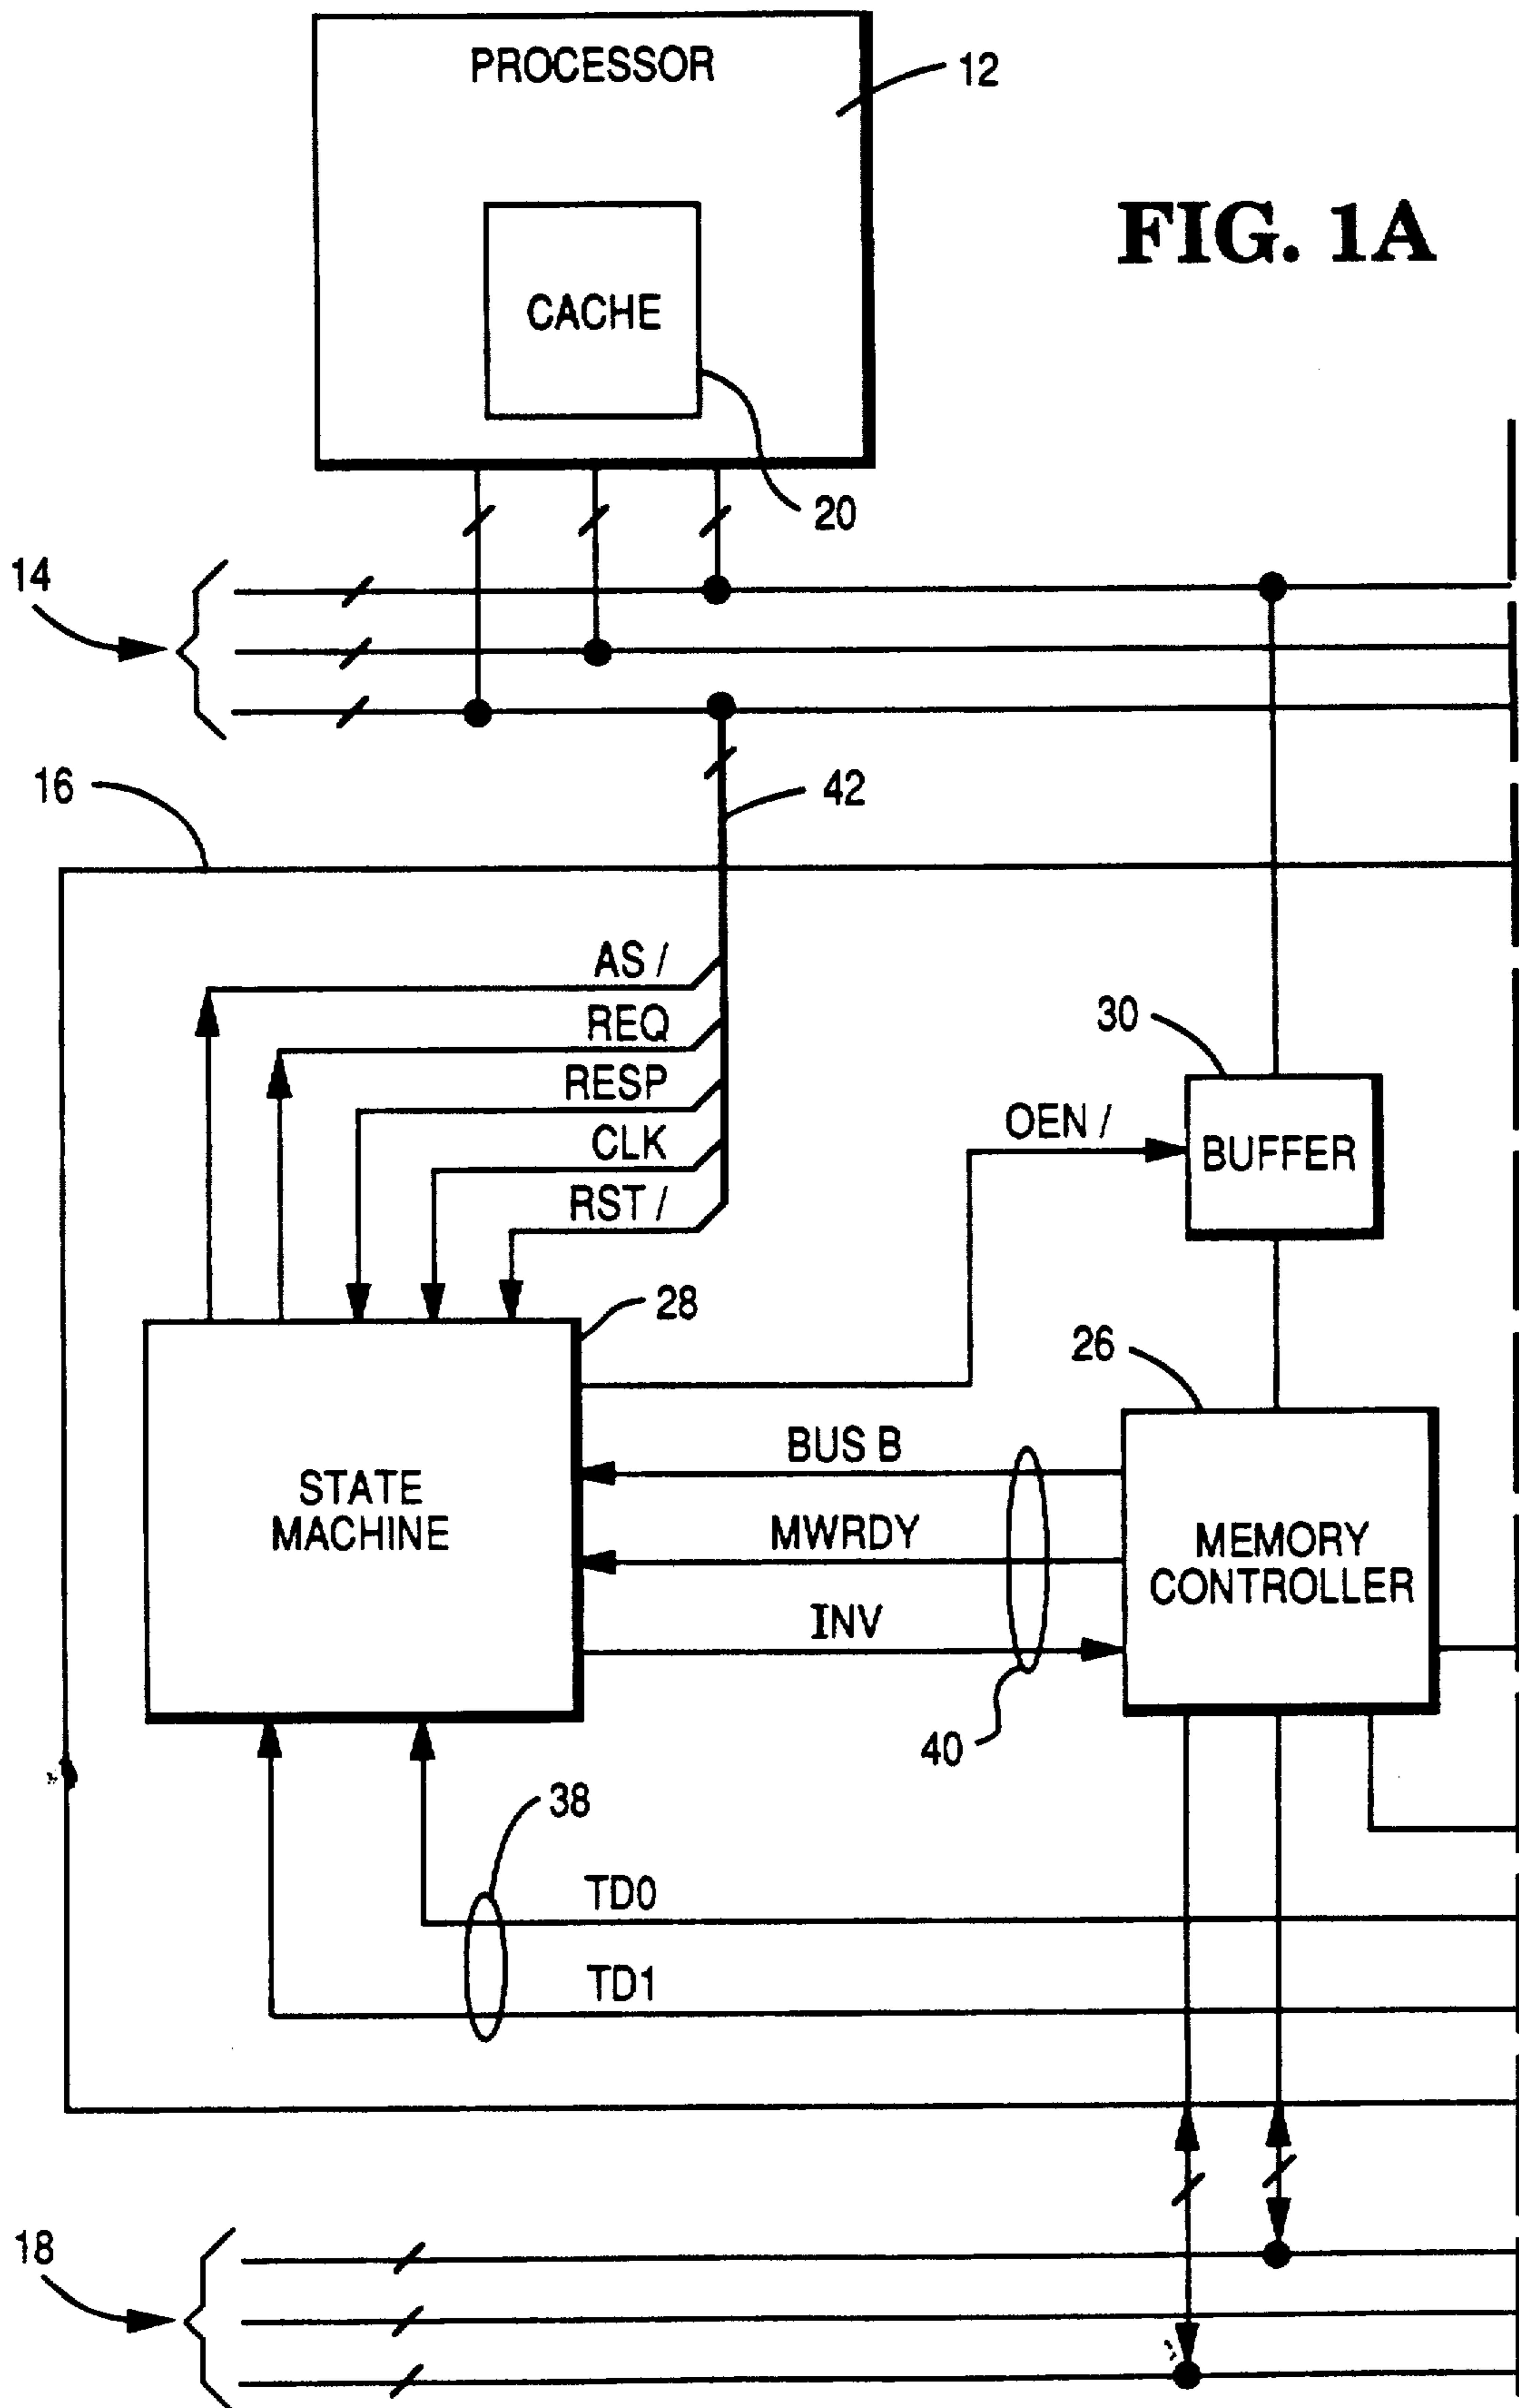 PROCESSOR
12
FIG. 1A
CACHE
20
14
16
42
AS /
REQ
RESP
CLK
RST /
30
OEN /
BUFFER
28
26
BUS B
STATE
MACHINE
MWRDY
MEMORY
CONTROLLER
INV
40
38
TD0
TD1
18